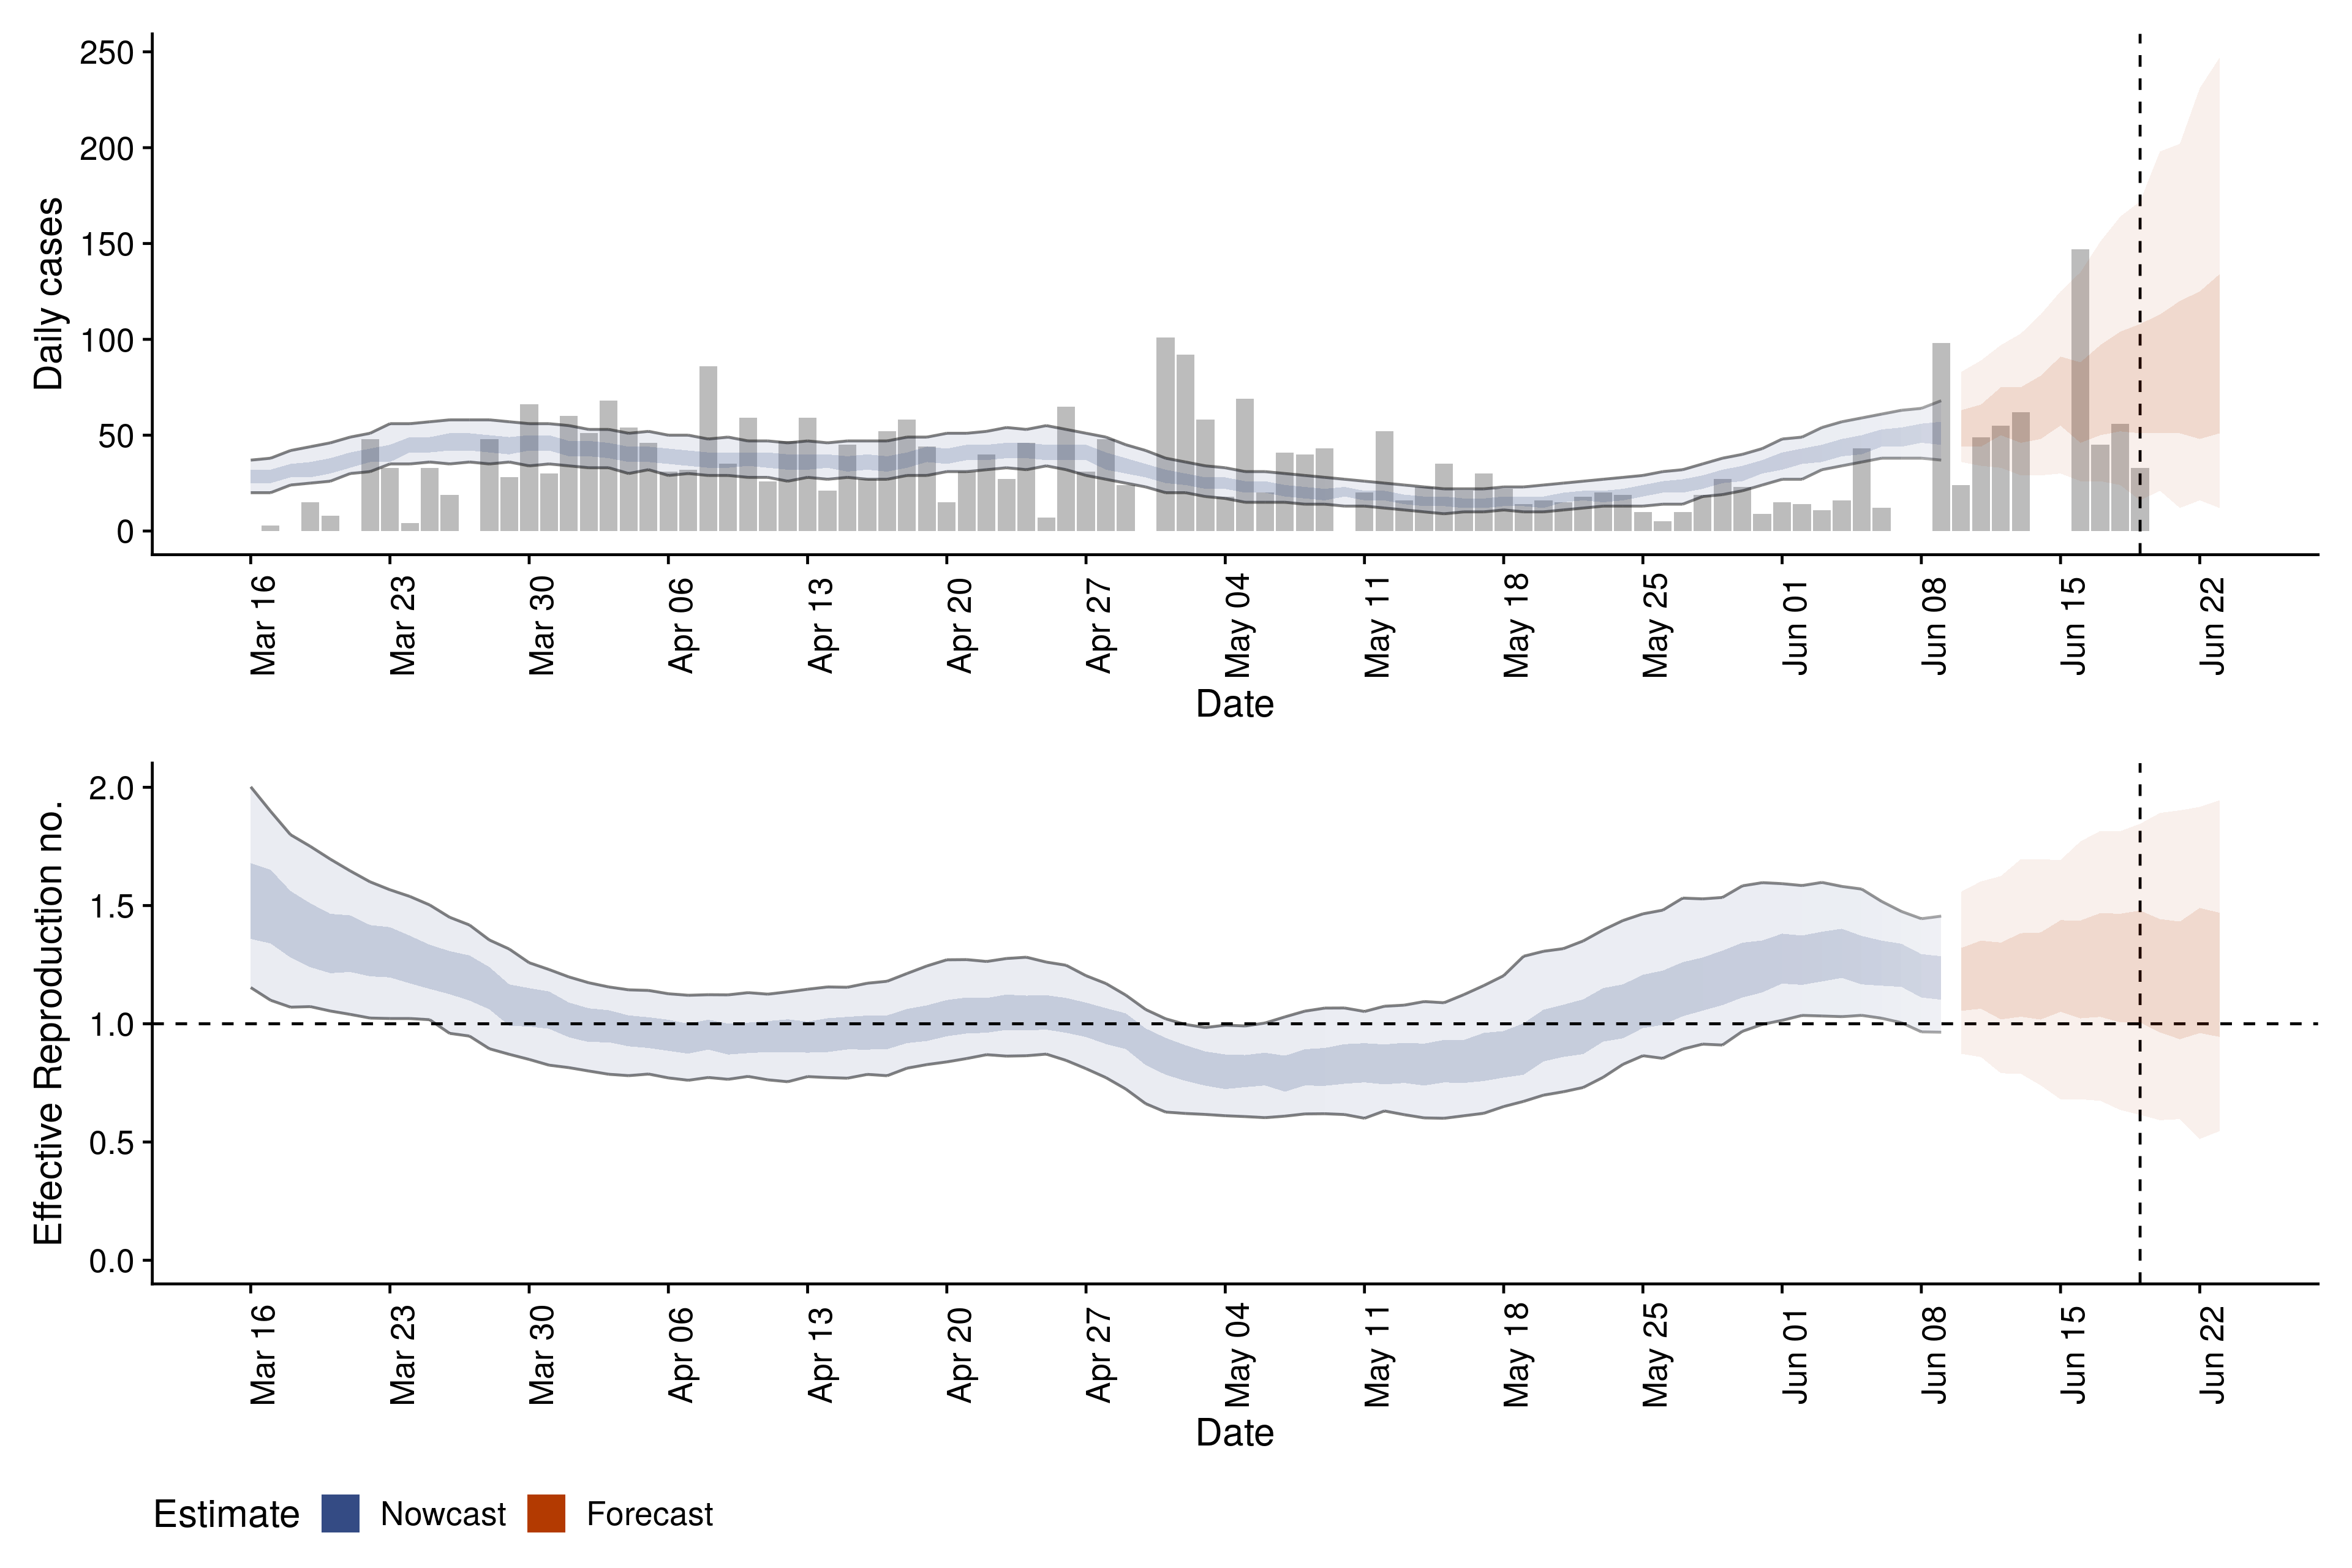 Daily cases
250
200
150
100
50
0
Mar 16
Mar 23
Mar 30
Apr 06
Apr 13
Apr 20
Apr 27
May 04
May 11
May 18
May 25
Jun 01
Jun 08
Jun 15
Jun 22
Date
Effective Reproduction no.
2.0
1.5
1.0
0.5
0.0
Mar 16
Mar 23
Mar 30
Apr 06
Apr 13
Apr 20
Apr 27
May 04
May 11
May 18
May 25
Jun 01
Jun 08
Jun 15
Jun 22
Date
Estimate Nowcast Forecast